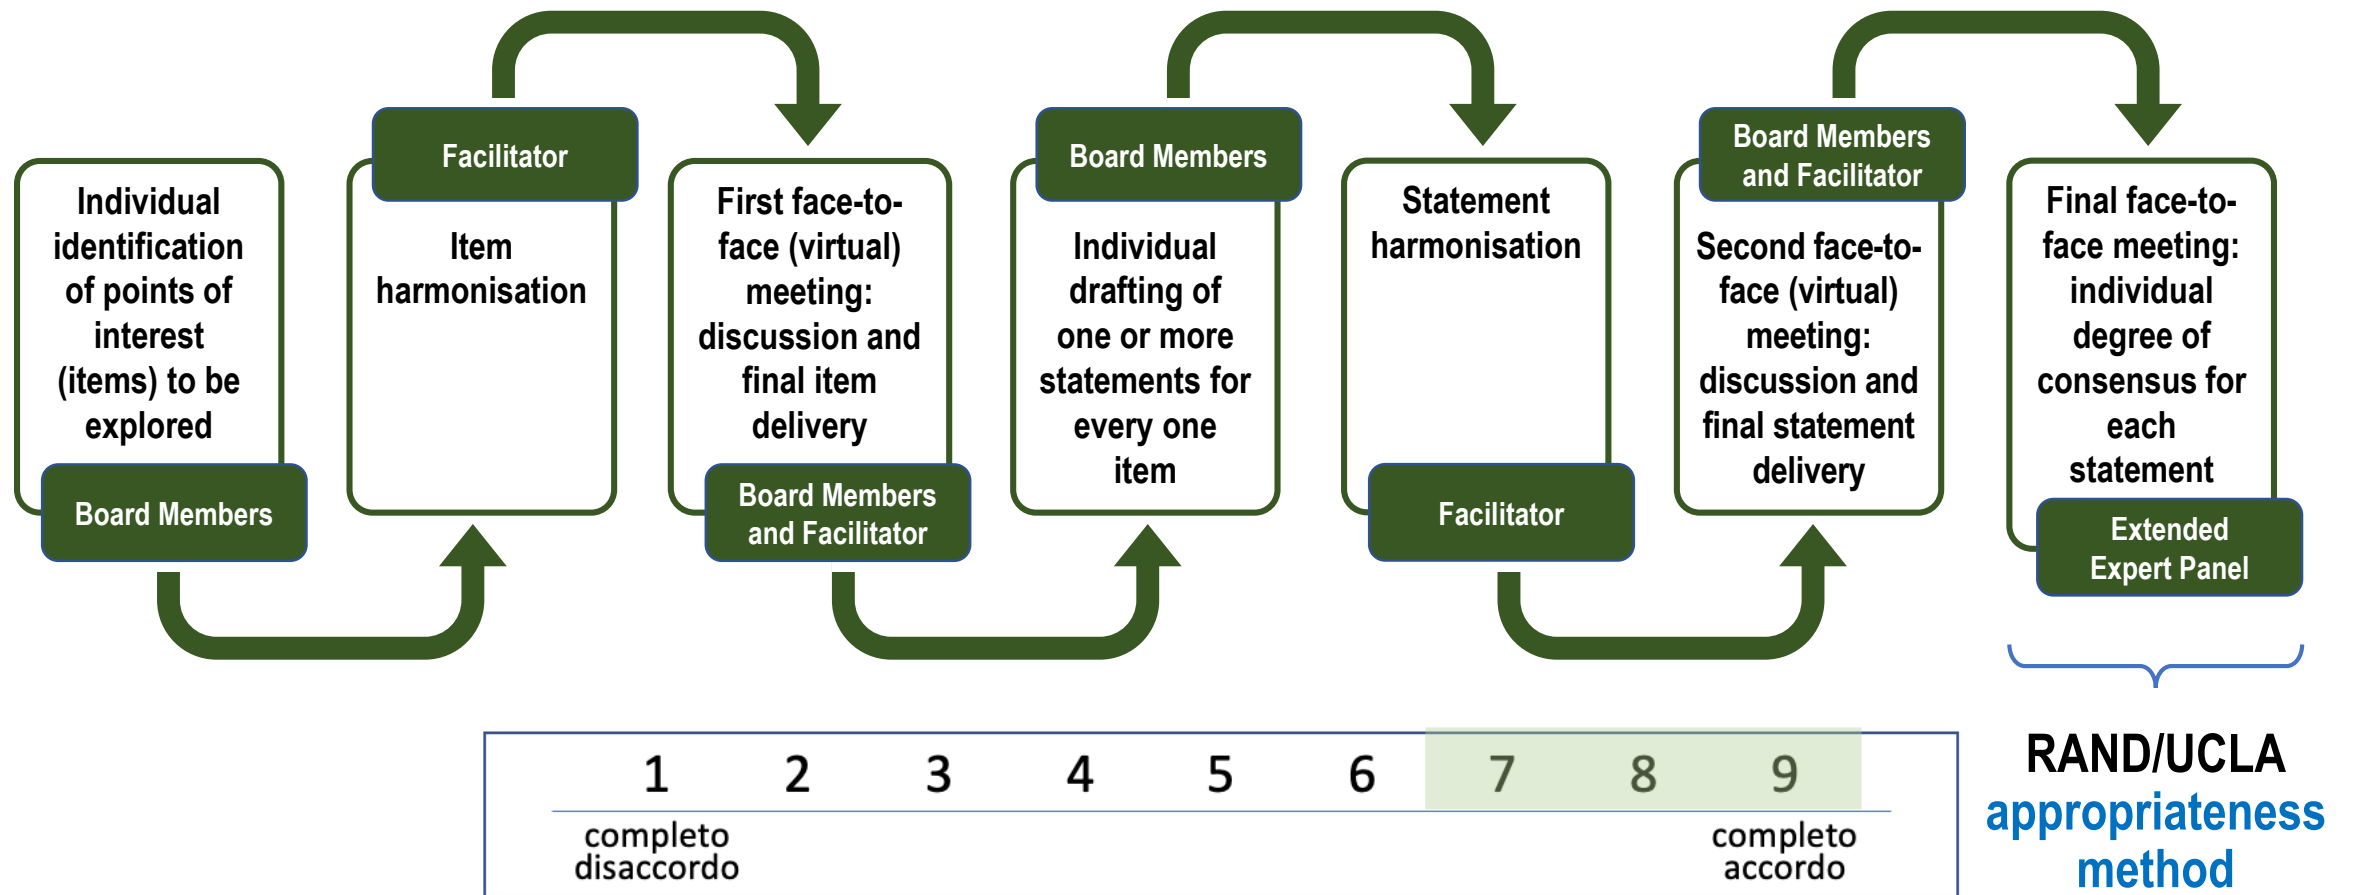 Individual
identification
of points of
interest
(items) to be
explored
Board Members
Facilitator
Item
harmonisation
First face-to-
face (virtual)
meeting:
discussion and
final item
delivery
Board Members
and Facilitator
Board Members
Individual
drafting of
one or more
statements for
every one
item
Statement
harmonisation
Facilitator
Board Members
and Facilitator
Second face-to-
face (virtual)
meeting:
discussion and
final statement
delivery
Final face-to-
face meeting:
individual
degree of
consensus for
each
statement
Extended
Expert Panel
RAND/UCLA
appropriateness
method
1 2 3 4 5 6 7 8 9
completo
disaccordo
completo
accordo